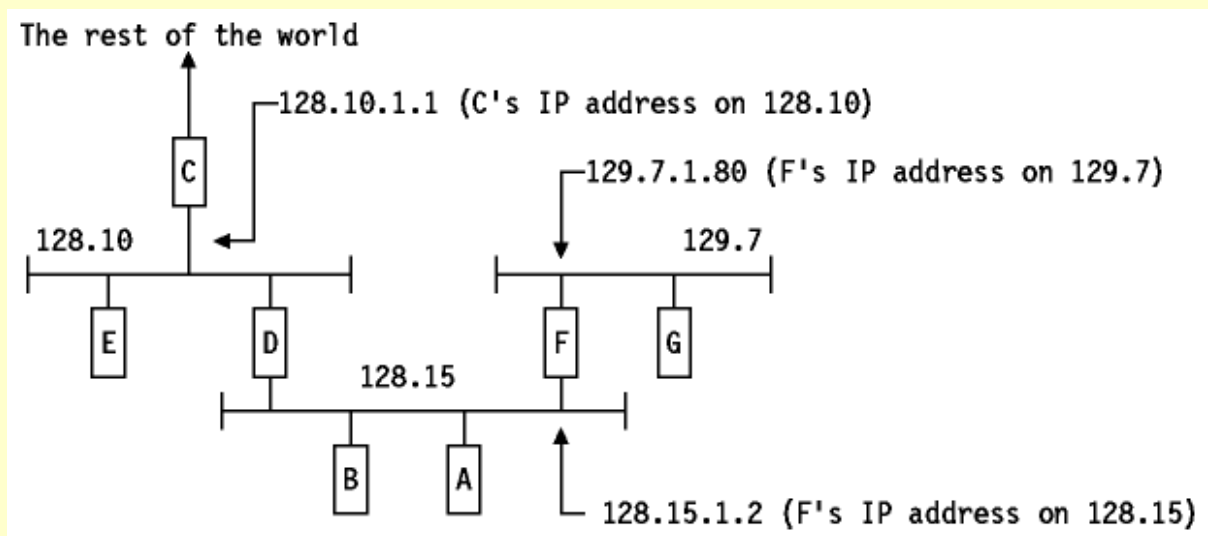 The rest of the world
128.10.1.1 (C's IP address on 128.10)
C
129.7.1.80 (F's IP address on 129.7)
128.10
129.7
E
D
F
G
128.15
B
A
128.15.1.2 (F's IP address on 128.15)